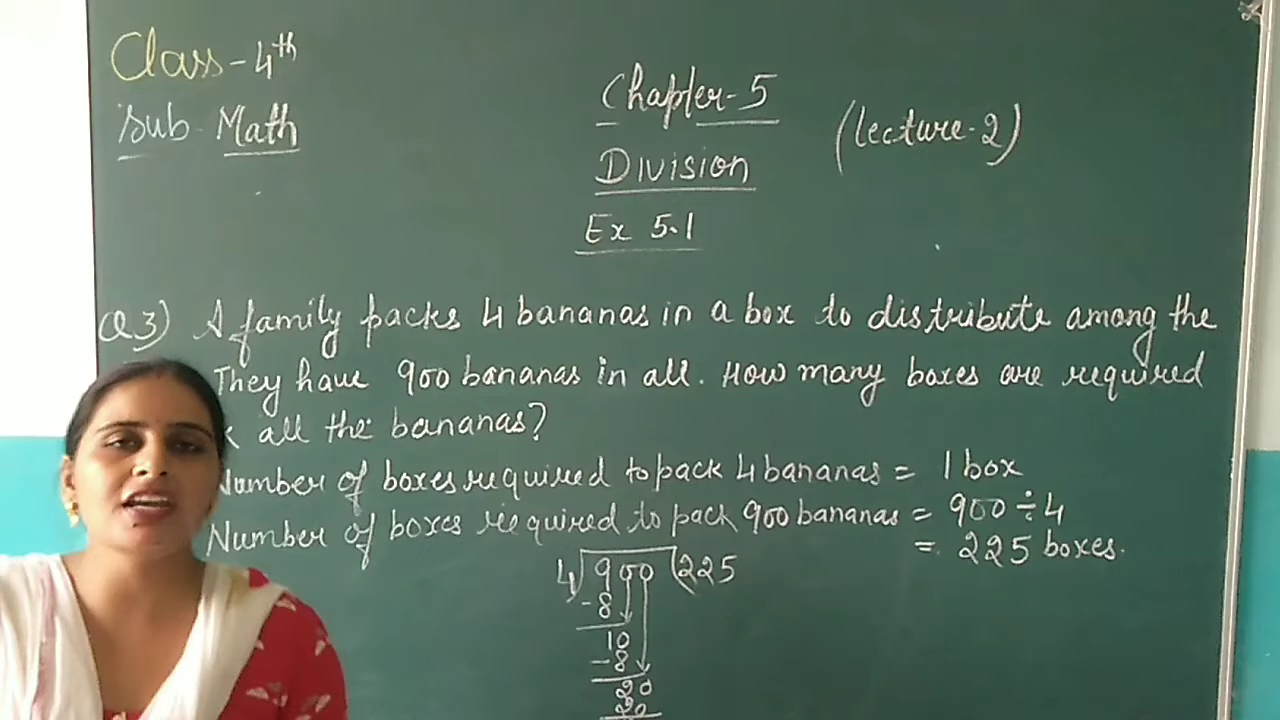 Class-4th
Sub- Math
Chapter-5
(lecture-2)
Division
Ex 5.1
Q3) A family packs 4 bananas in a box to distribute among the
They have 900 bananas in all. How many boxes are required
all the bananas?
Number of boxes required to pack 4 bananas = 1 box
Number of boxes required to pack 900 bananas = 900 ÷ 4
= 225 boxes.
4)900(225
-8
10
-8
20
20